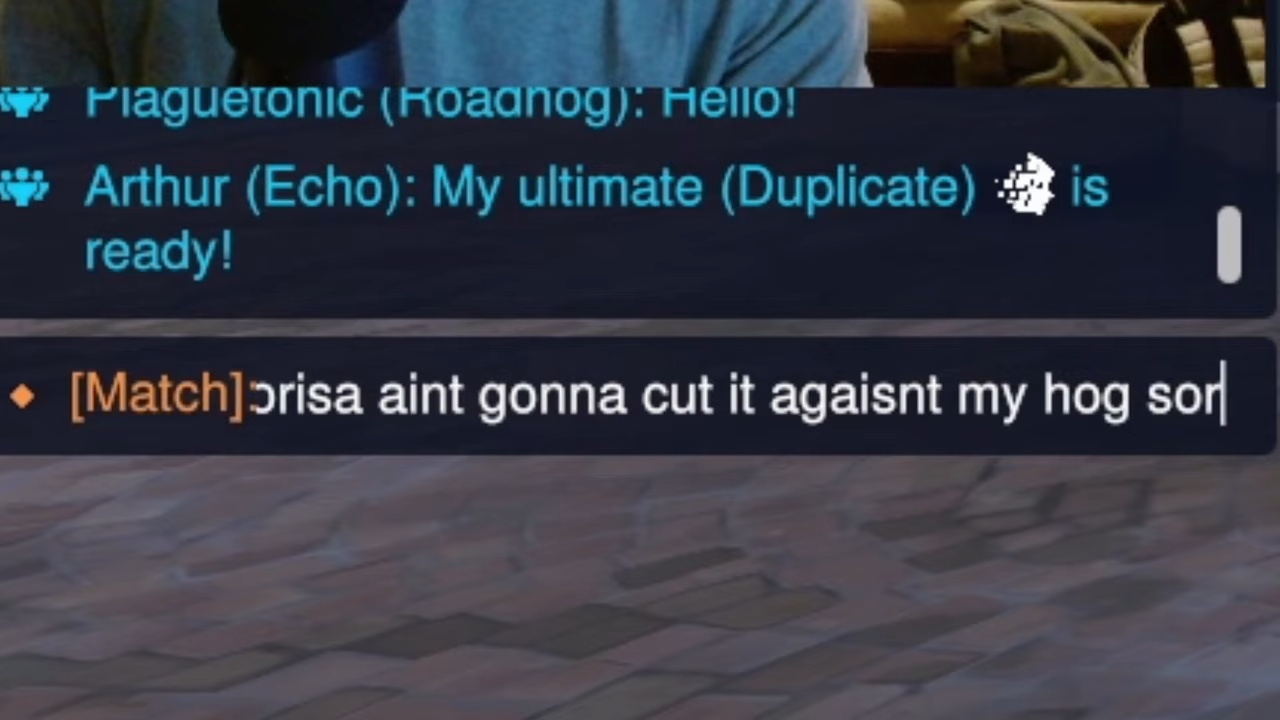 Plaguetonic (Roadhog): Hello!
Arthur (Echo): My ultimate (Duplicate) is
ready!
[Match]:orisa aint gonna cut it agaisnt my hog sor